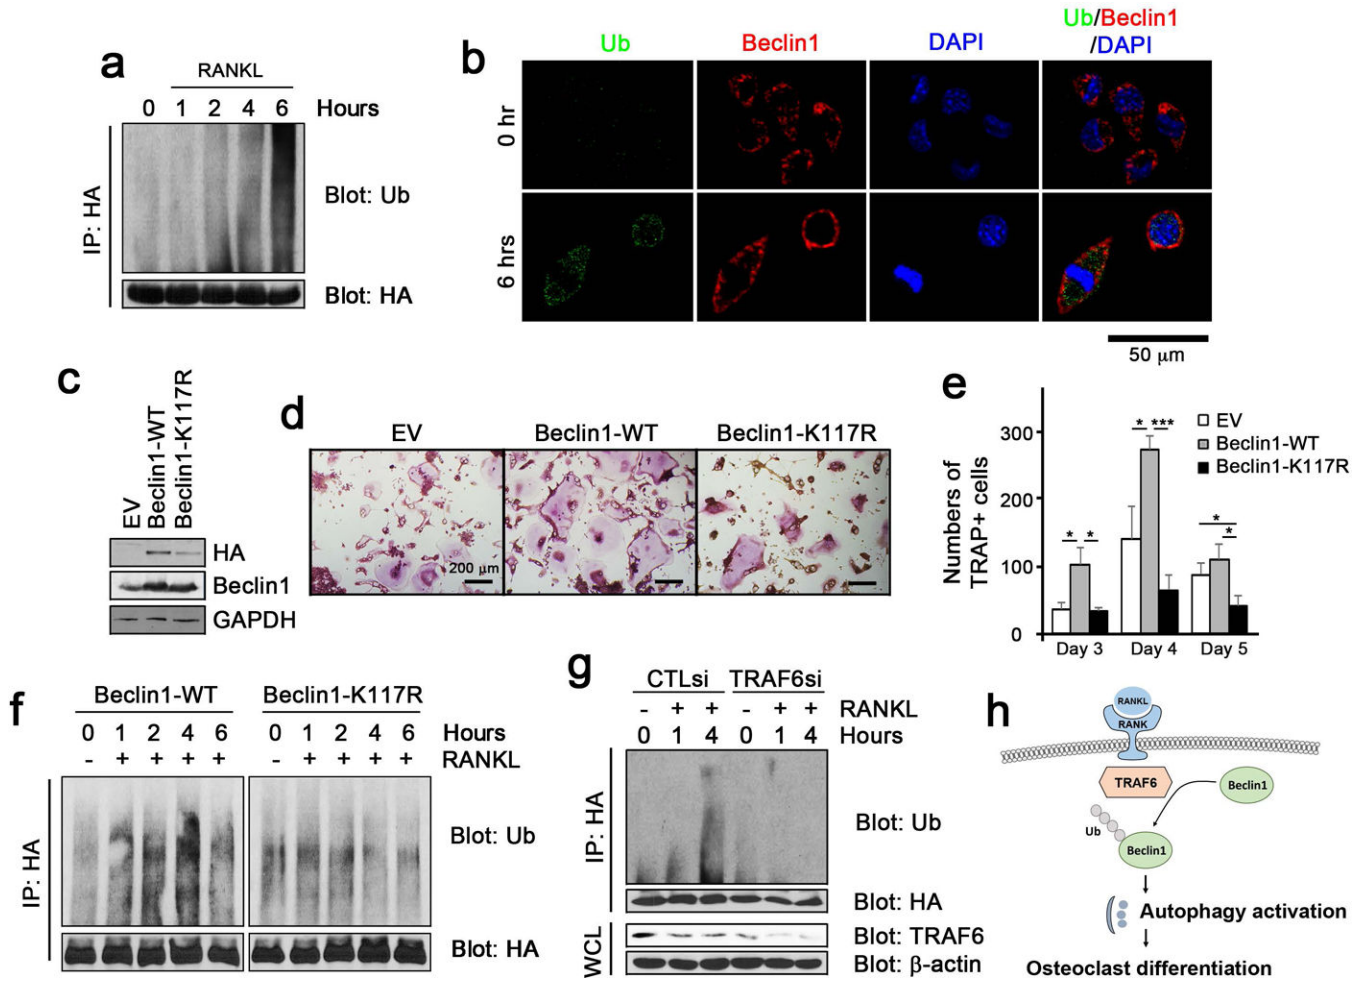 a
RANKL
0 1 2 4 6 Hours
IP: HA
Blot: Ub
Blot: HA
b
Ub
Beclin1
DAPI
Ub/Beclin1
/DAPI
0 hr
6 hrs
50 μm
c
EV
Beclin1-WT
Beclin1-K117R
HA
Beclin1
GAPDH
d
EV
Beclin1-WT
Beclin1-K117R
200 μm
e
Numbers of
TRAP+ cells
300
200
100
0
* ***
* *
*
*
EV
Beclin1-WT
Beclin1-K117R
Day 3 Day 4 Day 5
f
Beclin1-WT Beclin1-K117R
0 1 2 4 6 0 1 2 4 6 Hours
- + + + + - + + + + RANKL
IP: HA
Blot: Ub
Blot: HA
g
CTLsi TRAF6si
- + + - + + RANKL
0 1 4 0 1 4 Hours
IP: HA
Blot: Ub
Blot: HA
WCL
Blot: TRAF6
Blot: β-actin
h
RANKL
RANK
TRAF6
Beclin1
Ub
Beclin1
Autophagy activation
Osteoclast differentiation